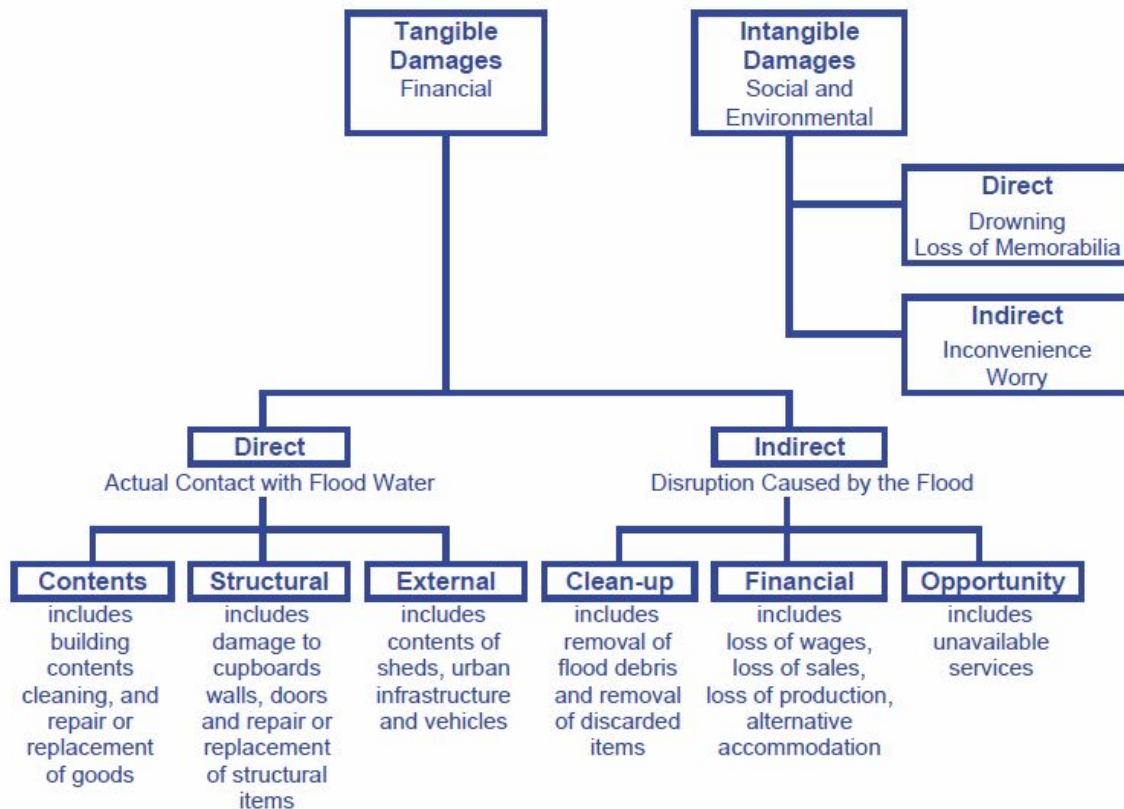 Tangible
Damages
Financial
Intangible
Damages
Social and
Environmental
Direct
Drowning
Loss of Memorabilia
Indirect
Inconvenience
Worry
Direct
Actual Contact with Flood Water
Indirect
Disruption Caused by the Flood
Contents
includes
building
contents
cleaning, and
repair or
replacement
of goods
Structural
includes
damage to
cupboards
walls, doors
and repair or
replacement
of structural
items
External
includes
contents of
sheds, urban
infrastructure
and vehicles
Clean-up
includes
removal of
flood debris
and removal
of discarded
items
Financial
includes
loss of wages,
loss of sales,
loss of production,
alternative
accommodation
Opportunity
includes
unavailable
services